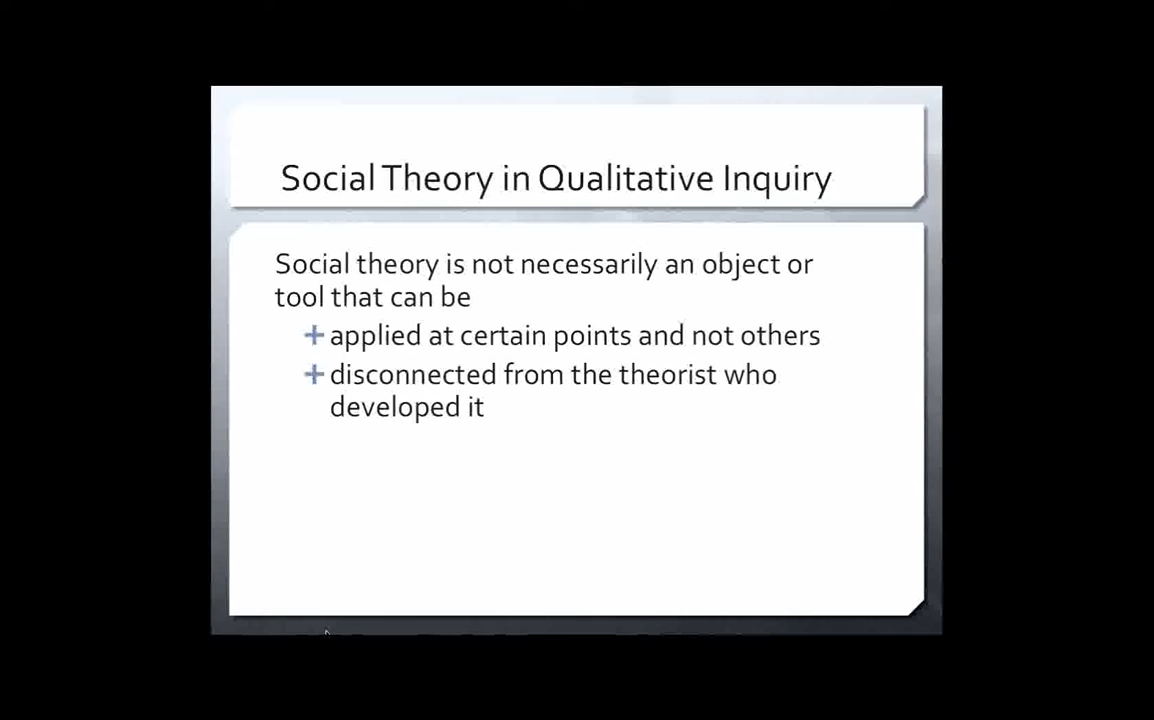 Social Theory in Qualitative Inquiry
Social theory is not necessarily an object or
tool that can be
applied at certain points and not others
disconnected from the theorist who
developed it